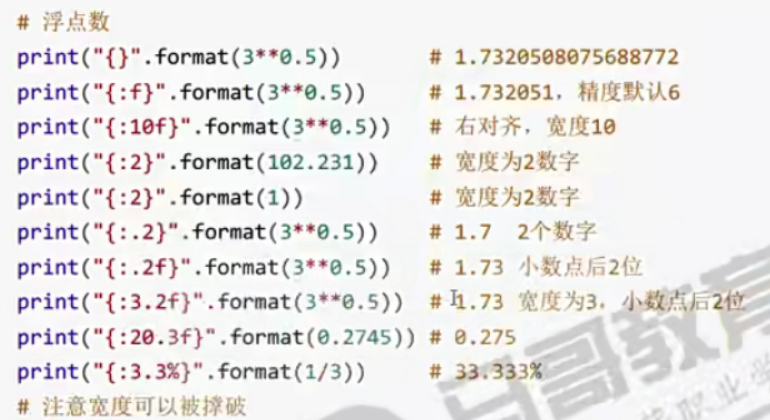 # 浮点数
print("{}".format(3**0.5)) # 1.7320508075688772
print("{:f}".format(3**0.5)) # 1.732051，精度默认6
print("{:10f}".format(3**0.5)) # 右对齐，宽度10
print("{:2}".format(102.231)) # 宽度为2数字
print("{:2}".format(1)) # 宽度为2数字
print("{:.2}".format(3**0.5)) # 1.7 2个数字
print("{:.2f}".format(3**0.5)) # 1.73 小数点后2位
print("{:3.2f}".format(3**0.5)) # 1.73 宽度为3，小数点后2位
print("{:20.3f}".format(0.2745)) # 0.275
print("{:3.3%}".format(1/3)) # 33.333%
# 注意宽度可以被撑破
哥教育
职业学